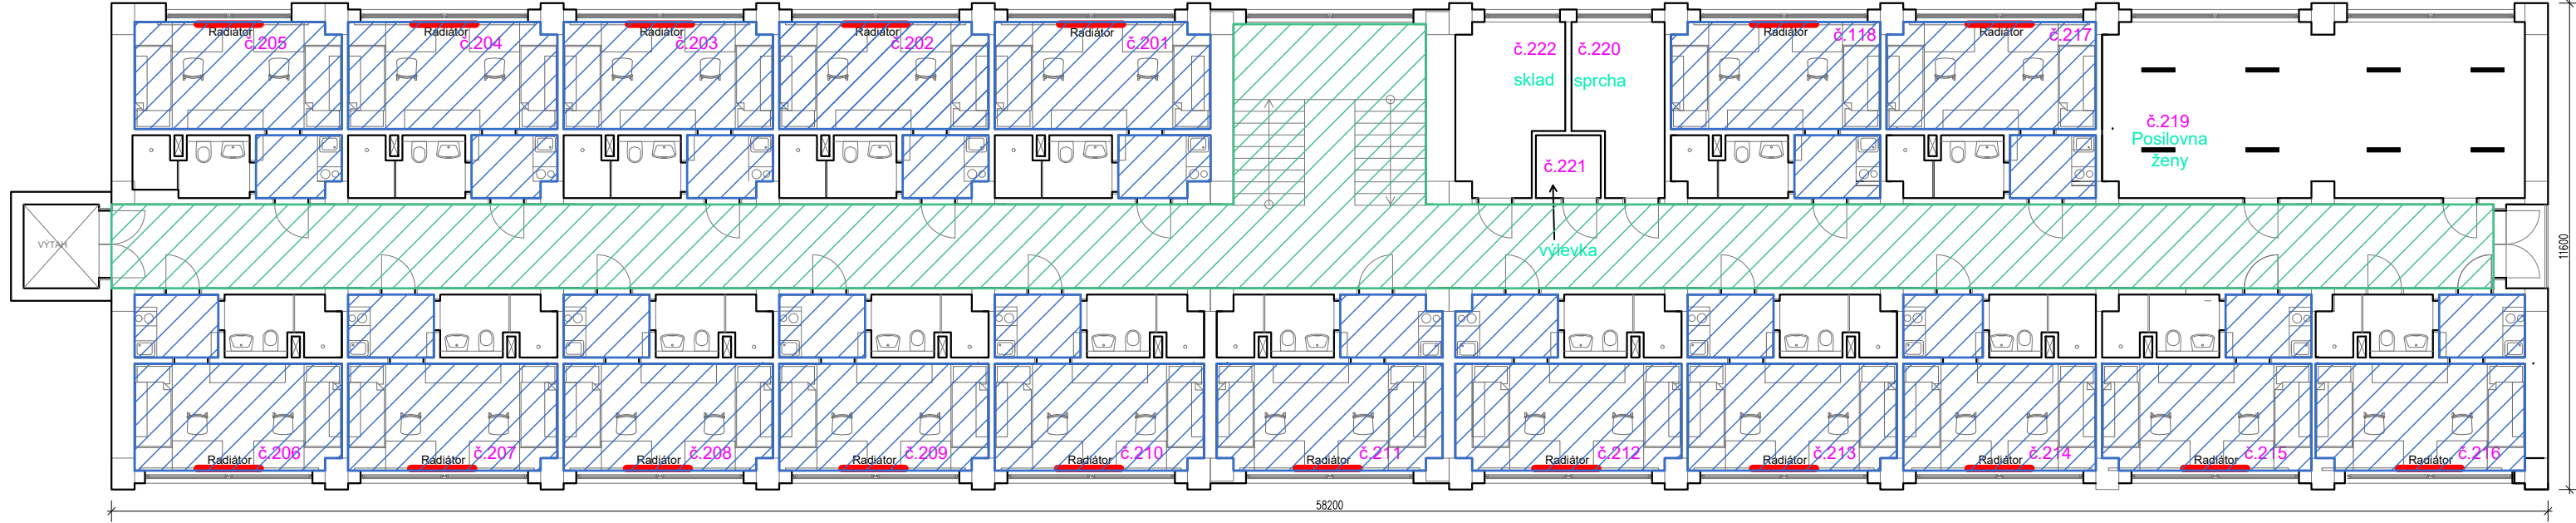 Radiátor č.205
Radiátor č.204
Radiátor č.203
Radiátor č.202
Radiátor č.201
č.222
sklad
č.220
sprcha
Radiátor č.118
Radiátor č.217
č.219
Posilovna
ženy
č.221
výlevka
VÝTAH
Radiátor č.206
Radiátor č.207
Radiátor č.208
Radiátor č.209
Radiátor č.210
Radiátor č.211
Radiátor č.212
Radiátor č.213
Radiátor č.214
Radiátor č.215
Radiátor č.216
58200
11600